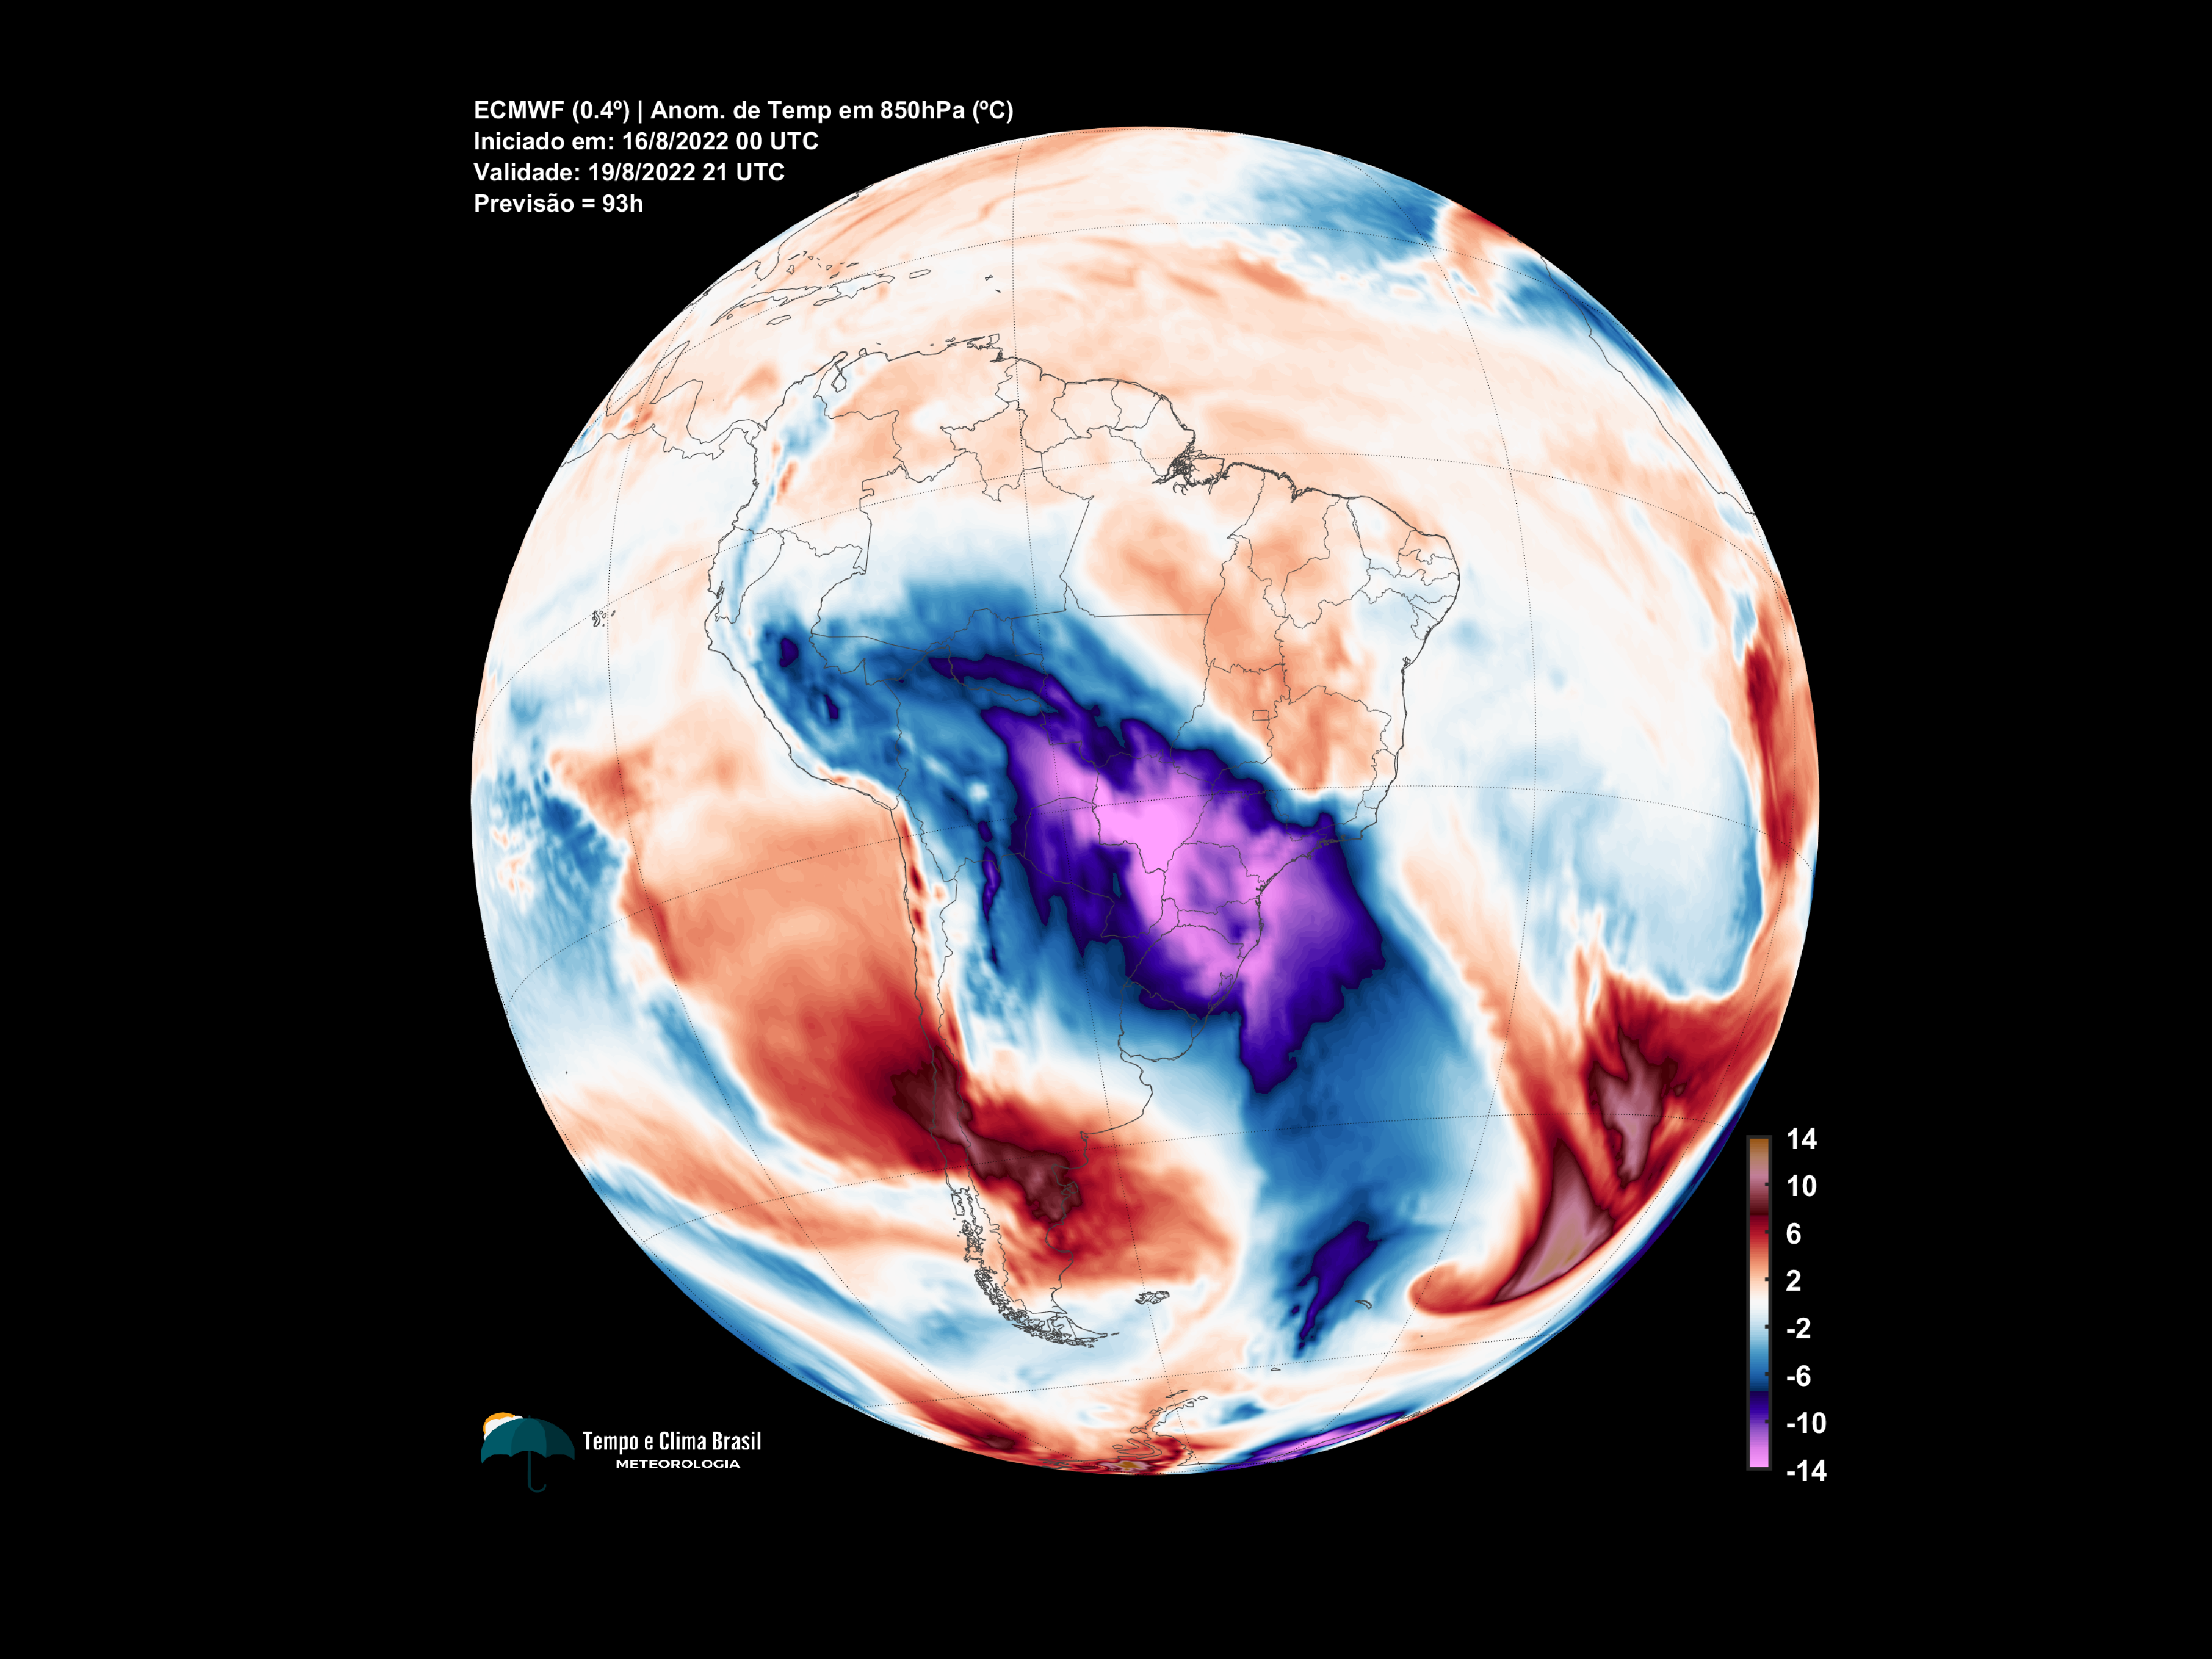 ECMWF (0.4º) | Anom. de Temp em 850hPa (ºC)
Iniciado em: 16/8/2022 00 UTC
Validade: 19/8/2022 21 UTC
Previsão = 93h
14
10
6
2
-2
-6
-10
-14
Tempo e Clima Brasil
METEOROLOGIA